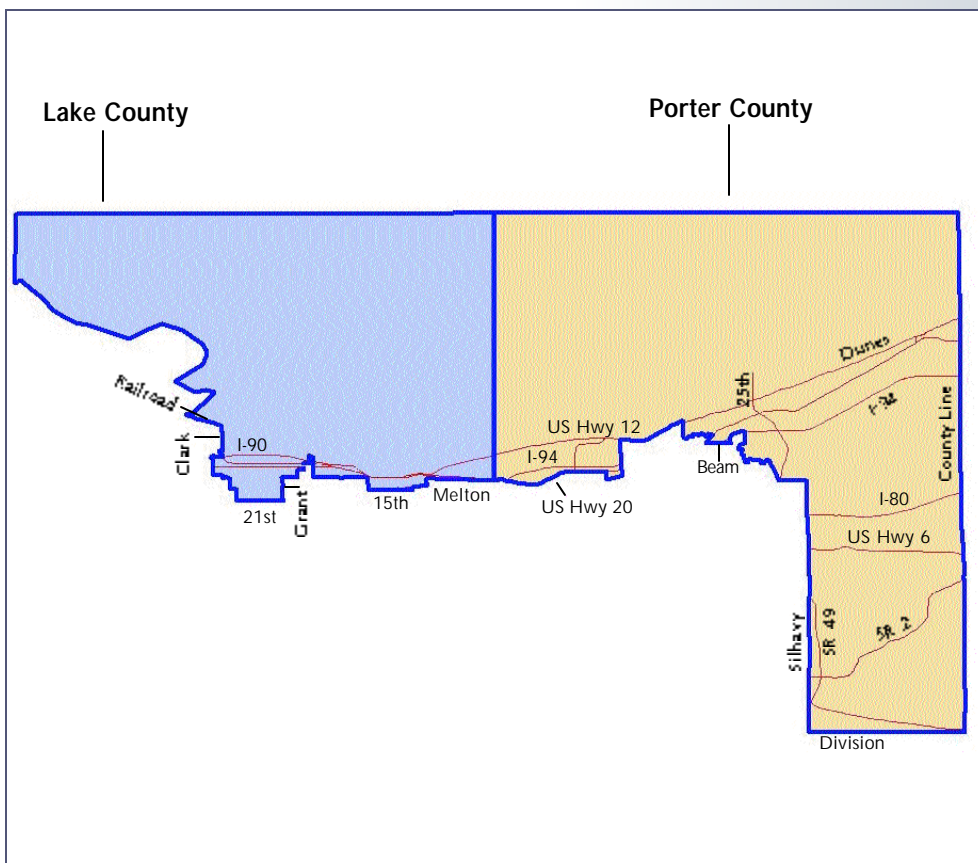 Lake County
Porter County
Dunes
Railroad
25th
I-94
County Line
Clark
I-90
US Hwy 12
I-94
Beam
Melton
US Hwy 20
15th
21st
Grant
I-80
US Hwy 6
Silhavy
SR 49
SR 2
Division